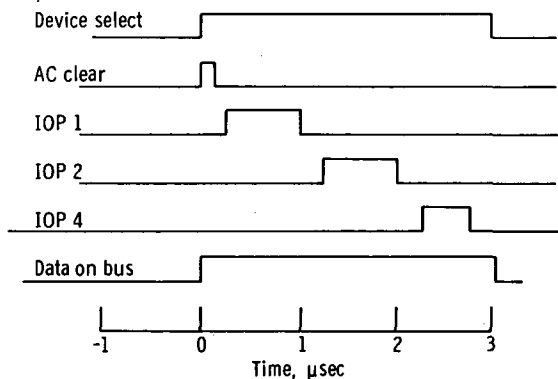 Device select
AC clear
IOP 1
IOP 2
IOP 4
Data on bus
-1 0 1 2 3
Time, μsec